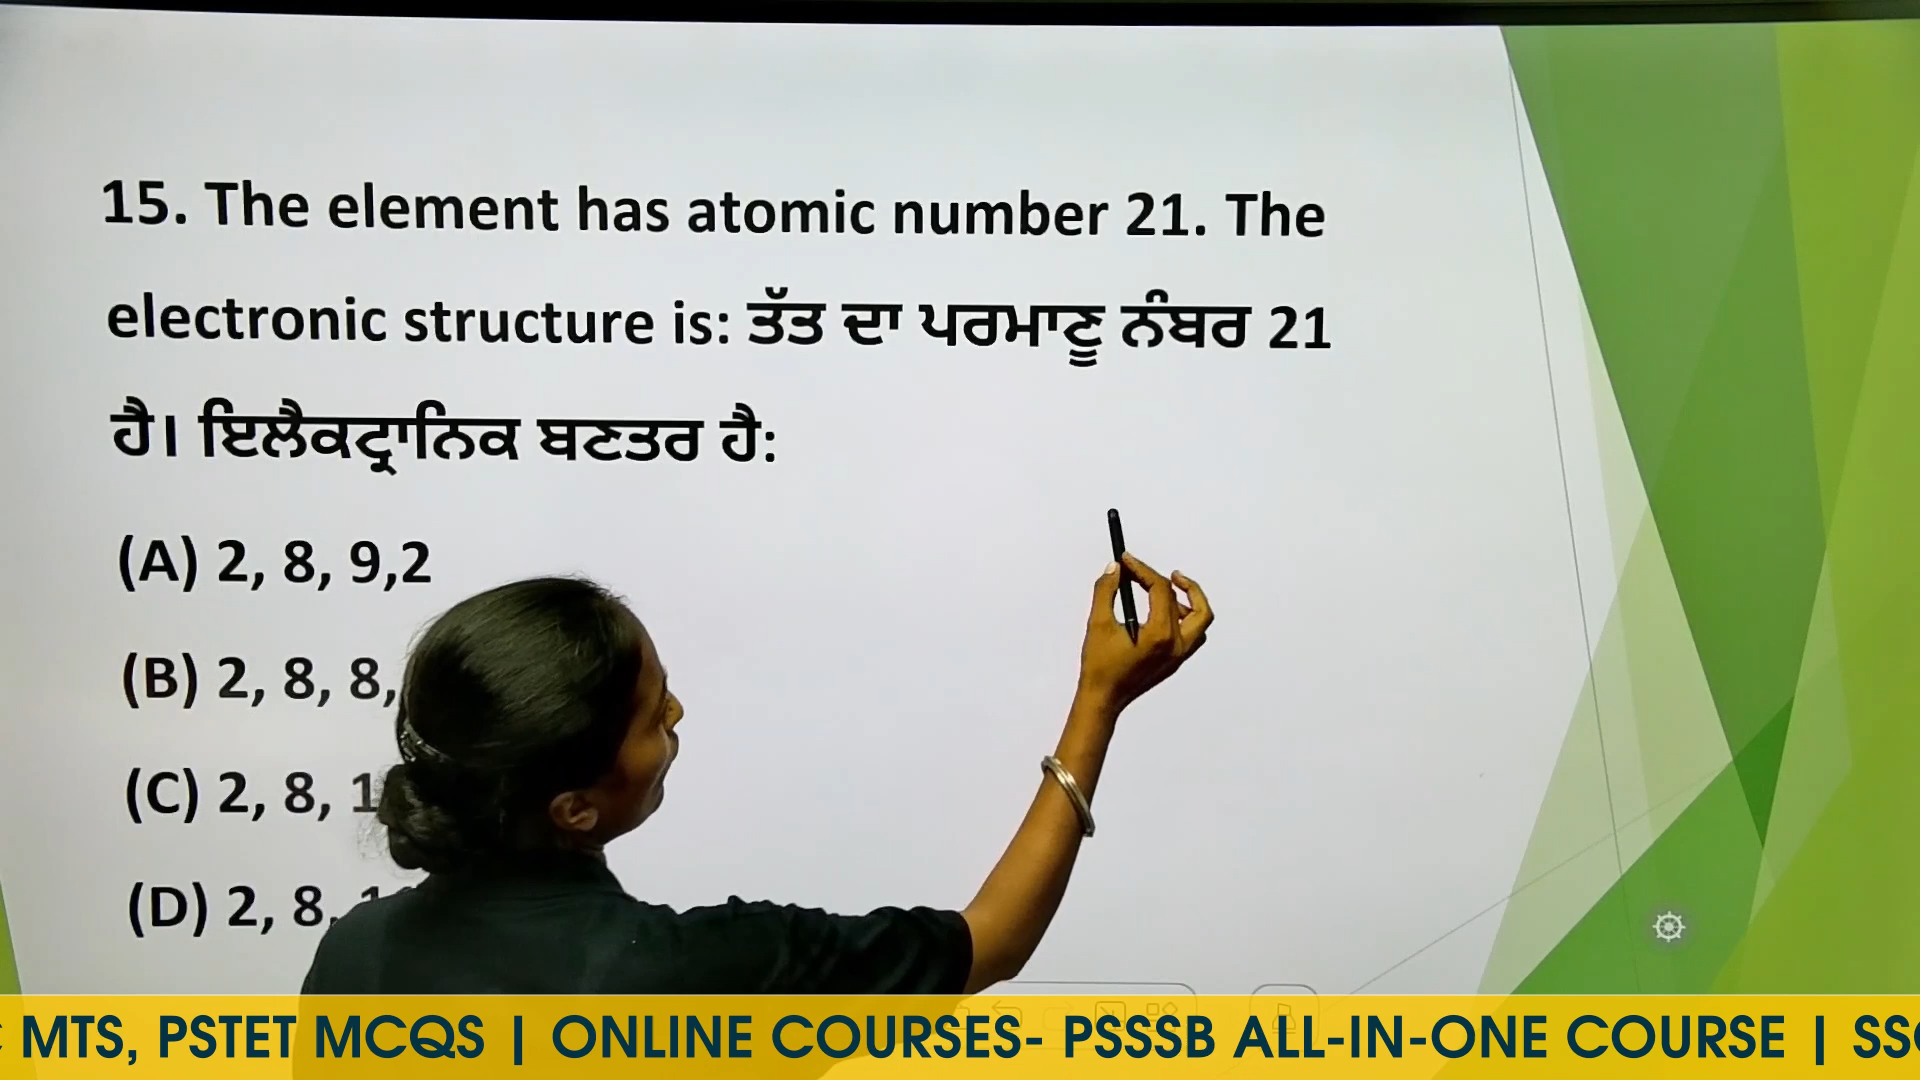 15. The element has atomic number 21. The
electronic structure is: ਤੱਤ ਦਾ ਪਰਮਾਣੂ ਨੰਬਰ 21
ਹੈ। ਇਲੈਕਟ੍ਰਾਨਿਕ ਬਣਤਰ ਹੈ:
(A) 2, 8, 9,2
(B) 2, 8, 8,
(C) 2, 8, 1
(D) 2, 8,
MTS, PSTET MCQS | ONLINE COURSES- PSSSB ALL-IN-ONE COURSE |